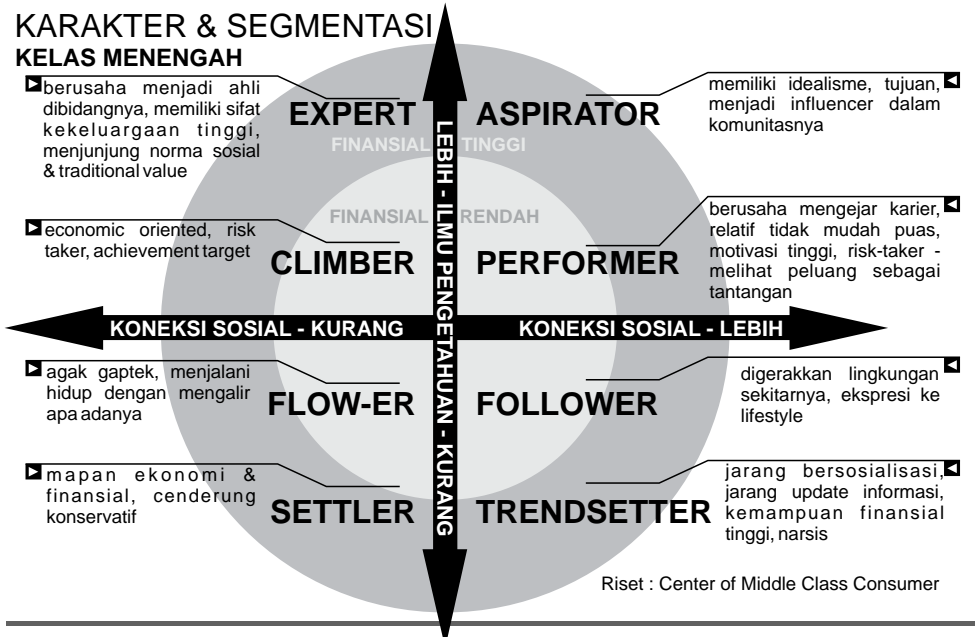 KARAKTER & SEGMENTASI
KELAS MENENGAH
berusaha menjadi ahli
dibidangnya, memiliki sifat
kekeluargaan tinggi,
menjunjung norma sosial
& traditional value
EXPERT
ASPIRATOR
memiliki idealisme, tujuan,
menjadi influencer dalam
komunitasnya
FINANSIAL TINGGI
FINANSIAL RENDAH
economic oriented, risk
taker, achievement target
CLIMBER
PERFORMER
berusaha mengejar karier,
relatif tidak mudah puas,
motivasi tinggi, risk-taker -
melihat peluang sebagai
tantangan
LEBIH - ILMU PENGETAHUAN - KURANG
KONEKSI SOSIAL - KURANG
KONEKSI SOSIAL - LEBIH
agak gaptek, menjalani
hidup dengan mengalir
apa adanya
FLOW-ER
FOLLOWER
digerakkan lingkungan
sekitarnya, ekspresi ke
lifestyle
mapan ekonomi &
finansial, cenderung
konservatif
SETTLER
TRENDSETTER
jarang bersosialisasi,
jarang update informasi,
kemampuan finansial
tinggi, narsis
Riset : Center of Middle Class Consumer